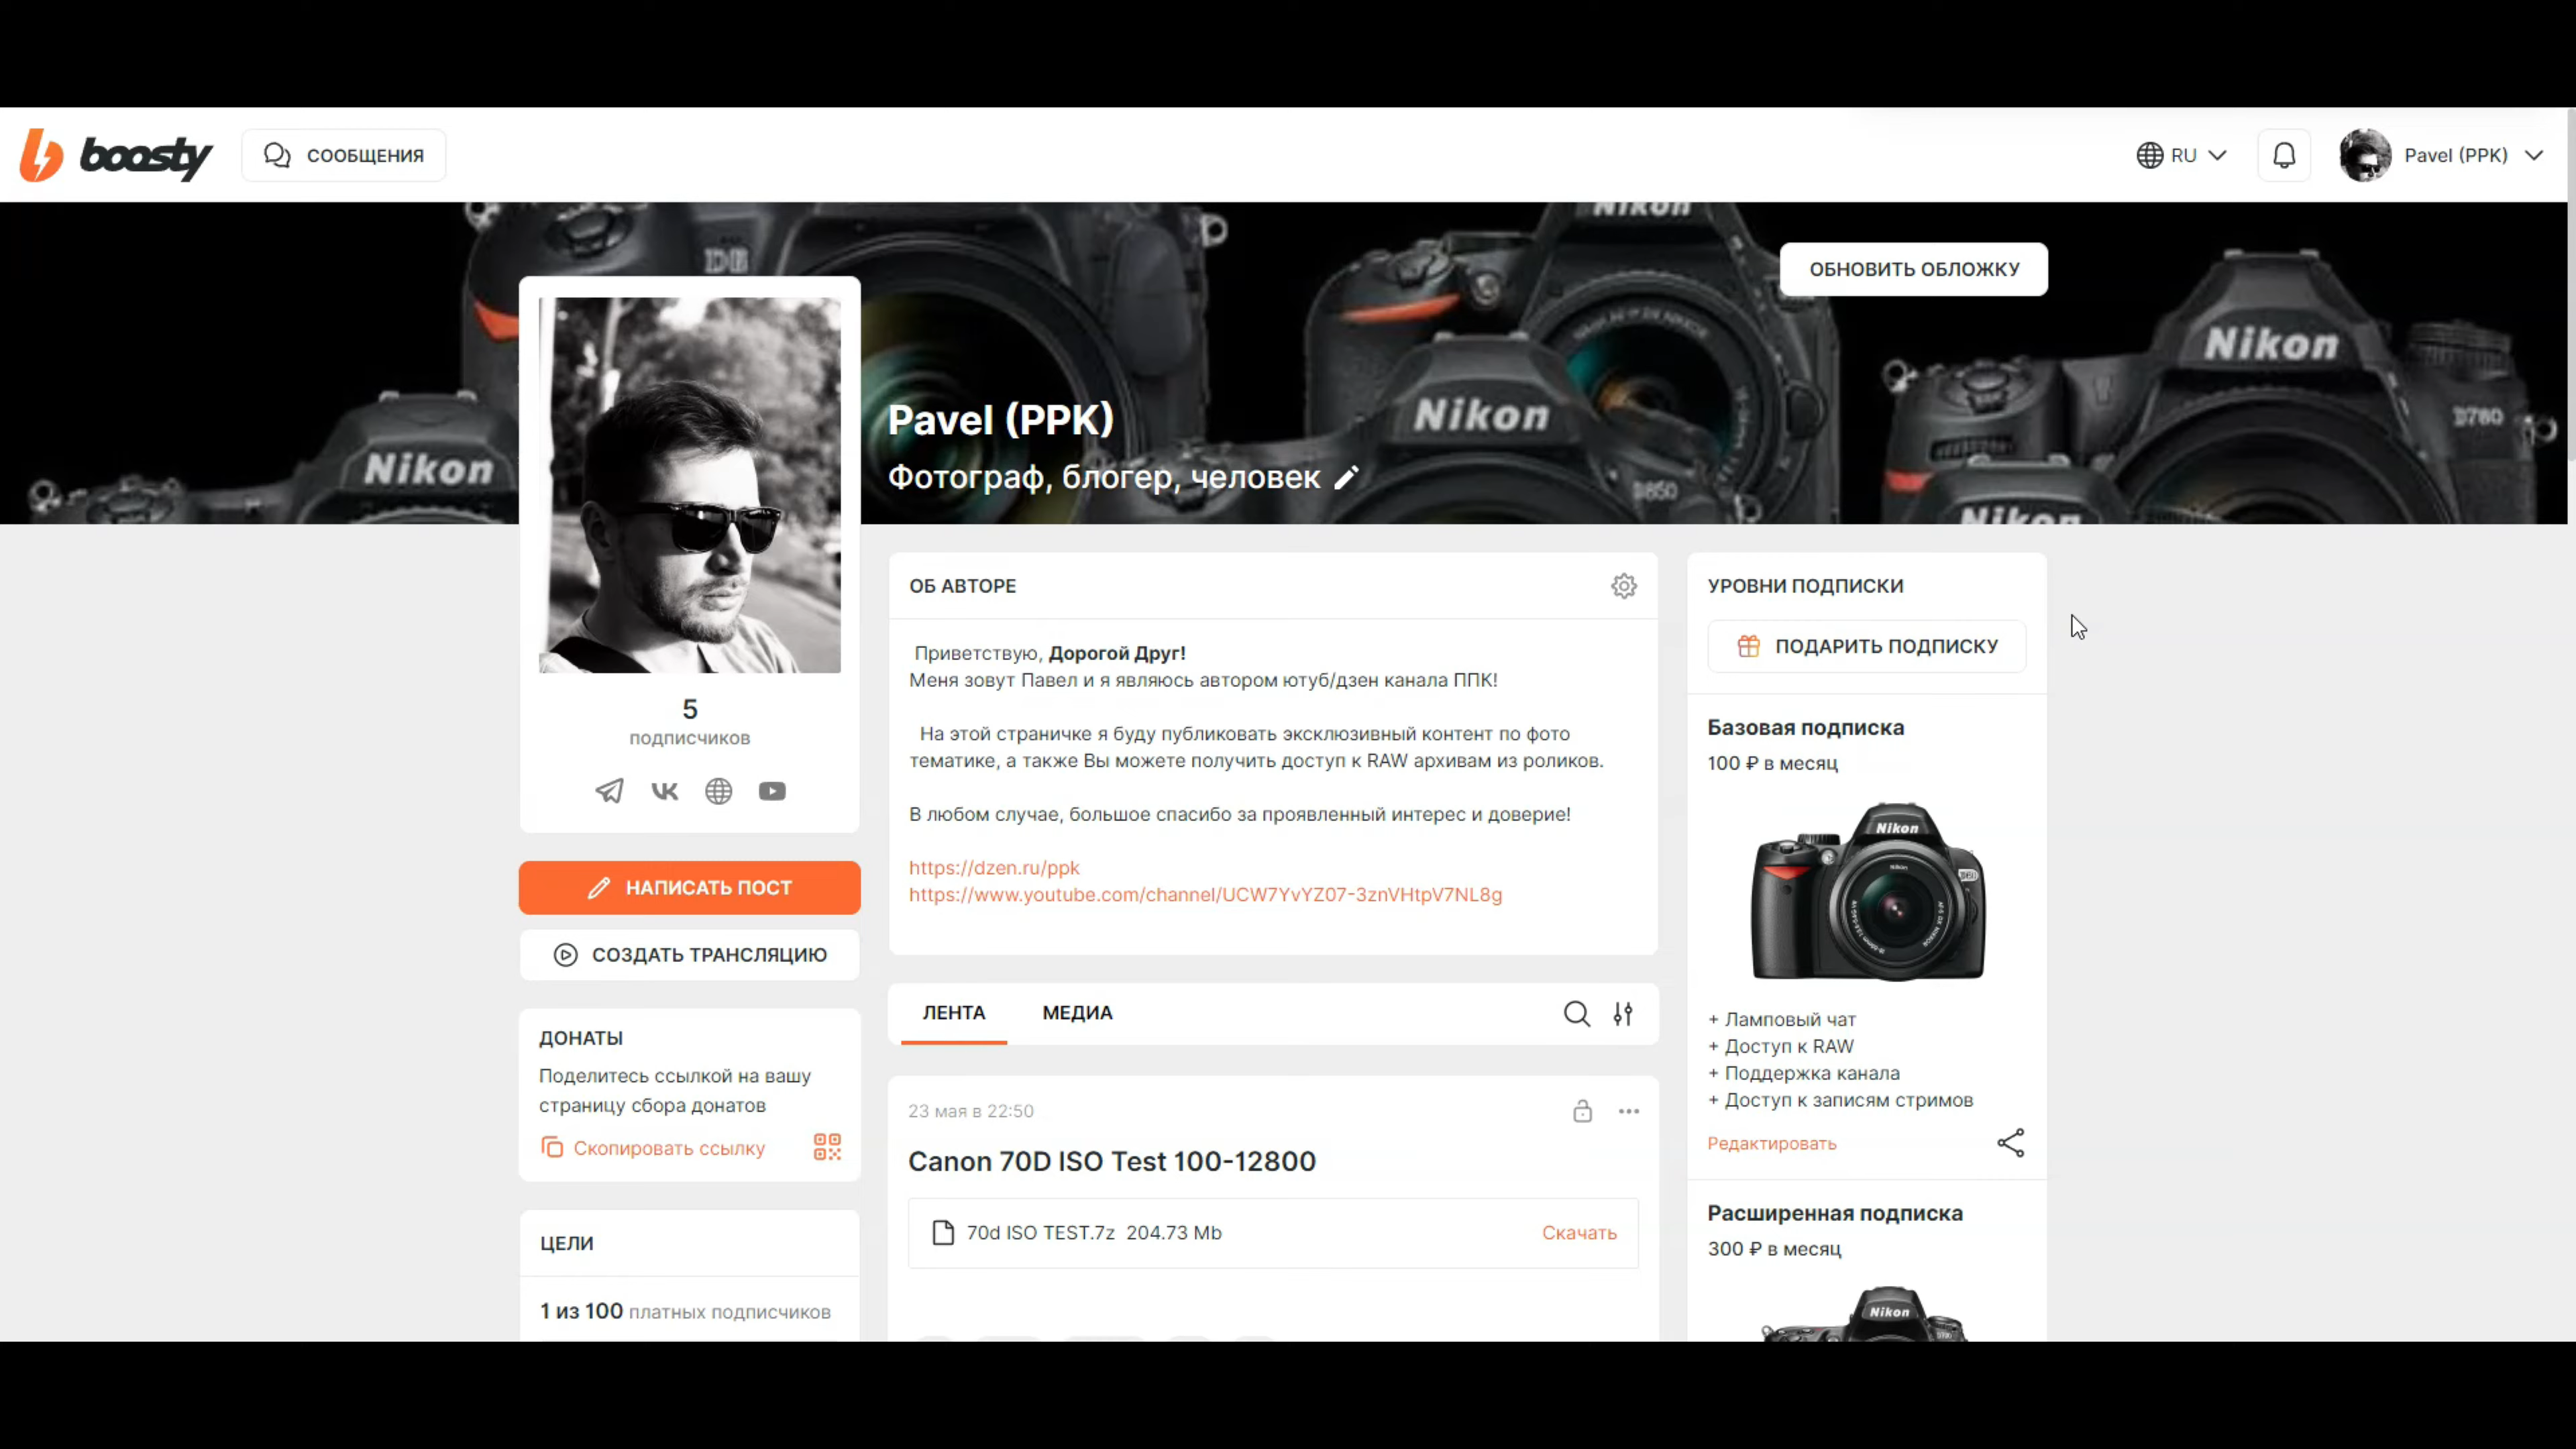 boosty
СООБЩЕНИЯ
RU
Pavel (PPK)
Nikon
ОБНОВИТЬ ОБЛОЖКУ
Nikon
D780
Nikon
Nikon
D850
Nikon
Pavel (PPK)
Фотограф, блогер, человек
5
подписчиков
НАПИСАТЬ ПОСТ
СОЗДАТЬ ТРАНСЛЯЦИЮ
ДОНАТЫ
Поделитесь ссылкой на вашу
страницу сбора донатов
Скопировать ссылку
ЦЕЛИ
1 из 100 платных подписчиков
ОБ АВТОРЕ
Приветствую, Дорогой Друг!
Меня зовут Павел и я являюсь автором ютуб/дзен канала ППК!
На этой страничке я буду публиковать эксклюзивный контент по фото
тематике, а также Вы можете получить доступ к RAW архивам из роликов.
В любом случае, большое спасибо за проявленный интерес и доверие!
https://dzen.ru/ppk
https://www.youtube.com/channel/UCW7YvYZ07-3znVHtpV7NL8g
ЛЕНТА
МЕДИА
23 мая в 22:50
Canon 70D ISO Test 100-12800
70d ISO TEST.7z 204.73 Mb
Скачать
УРОВНИ ПОДПИСКИ
ПОДАРИТЬ ПОДПИСКУ
Базовая подписка
100 ₽ в месяц
Nikon
+ Ламповый чат
+ Доступ к RAW
+ Поддержка канала
+ Доступ к записям стримов
Редактировать
Расширенная подписка
300 ₽ в месяц
Nikon